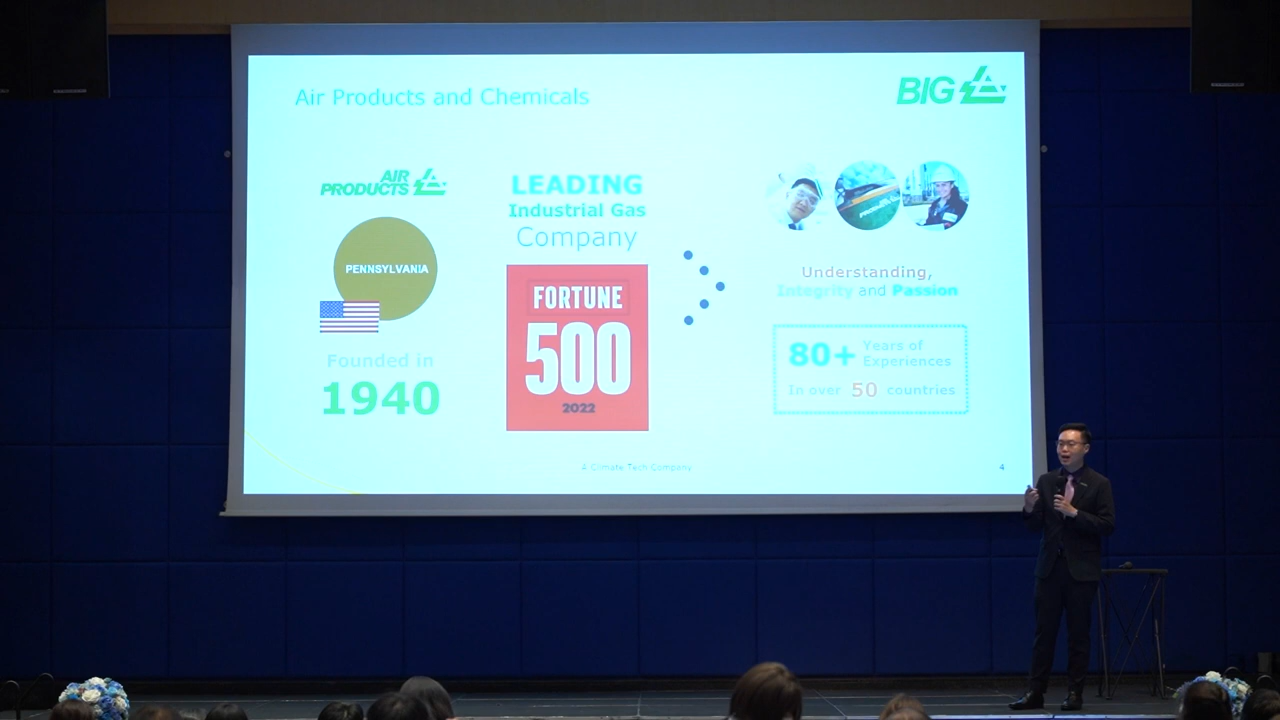 Air Products and Chemicals
BIG
AIR
PRODUCTS
PENNSYLVANIA
Founded in
1940
LEADING
Industrial Gas
Company
FORTUNE
500
2022
Understanding,
Integrity and Passion
80+ Years of
Experiences
In over 50 countries
A Climate Tech Company
4